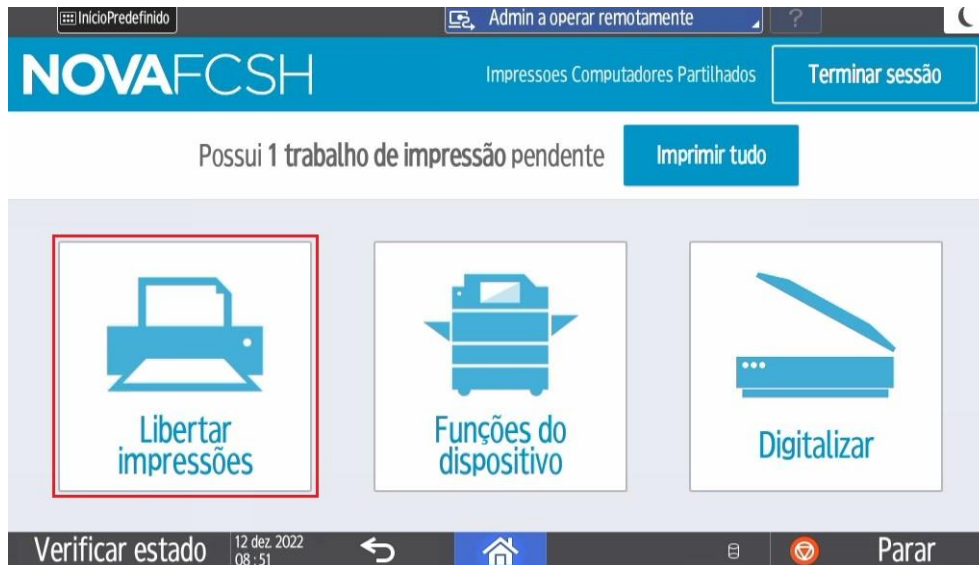 InicioPredefinido
Admin a operar remotamente
?
NOVAFCSH
Impressoes Computadores Partilhados
Terminar sessão
Possui 1 trabalho de impressão pendente
Imprimir tudo
Libertar
impressões
Funções do
dispositivo
Digitalizar
Verificar estado
12 dez. 2022
08 : 51
Parar